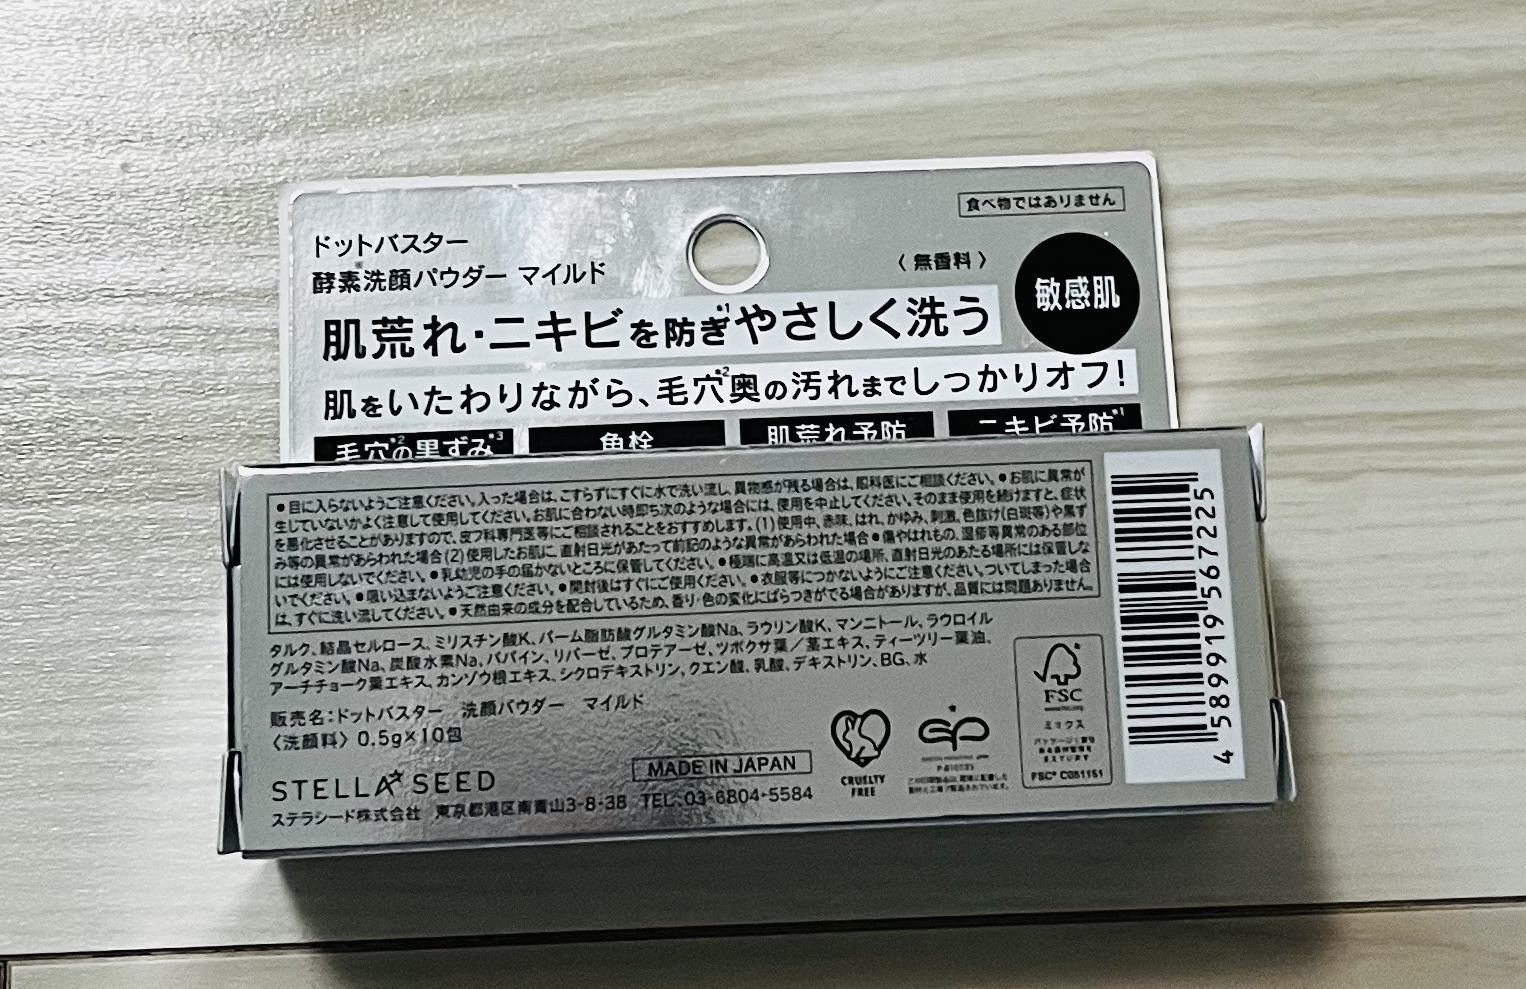 食べ物ではありません
ドットバスター
酵素*洗顔パウダー マイルド
〈 無香料 〉
敏感肌
肌荒れ・ニキビを防ぎ*1やさしく洗う
肌をいたわりながら、毛穴*2奥の汚れまでしっかりオフ!
毛穴*2の黒ずみ*3
角栓
肌荒れ予防
ニキビ予防*1
●目に入らないようご注意ください。入った場合は、こすらずにすぐに水で洗い流し、異物感が残る場合は、眼科医にご相談ください。●お肌に異常が
生じていないかよく注意して使用してください。お肌に合わない時即ち次のような場合には、使用を中止してください。そのまま使用を続けますと、症状
を悪化させることがありますので、皮フ科専門医等にご相談されることをおすすめします。(1)使用中、赤味、はれ、かゆみ、刺激、色抜け(白斑等)や黒ず
み等の異常があらわれた場合(2)使用したお肌に、直射日光があたって前記のような異常があらわれた場合●傷やはれもの、湿疹等異常のある部位
には使用しないでください。●乳幼児の手の届かないところに保管してください。●極端に高温又は低温の場所、直射日光のあたる場所には保管しな
いでください。●吸い込まないようご注意ください。●開封後はすぐにご使用ください。●衣服等につかないようにご注意ください。ついてしまった場合
は、すぐに洗い流してください。●天然由来の成分を配合しているため、香り・色の変化にばらつきがでる場合がありますが、品質には問題ありません。
タルク、結晶セルロース、ミリスチン酸K、パーム脂肪酸グルタミン酸Na、ラウリン酸K、マンニトール、ラウロイル
グルタミン酸Na、炭酸水素Na、パパイン、リパーゼ、プロテアーゼ、ツボクサ葉/茎エキス、ティーツリー葉油、
アーチチョーク葉エキス、カンゾウ根エキス、シクロデキストリン、クエン酸、乳酸、デキストリン、BG、水
販売名:ドットバスター 洗顔パウダー マイルド
〈洗顔料〉0.5g×10包
STELLA SEED
MADE IN JAPAN
ステラシード株式会社 東京都港区南青山3-8-38 TEL:03-6804-5584
CRUELTY
FREE
P-B10123
FSC
ミックス
FSC® C051151
4 589919 567225